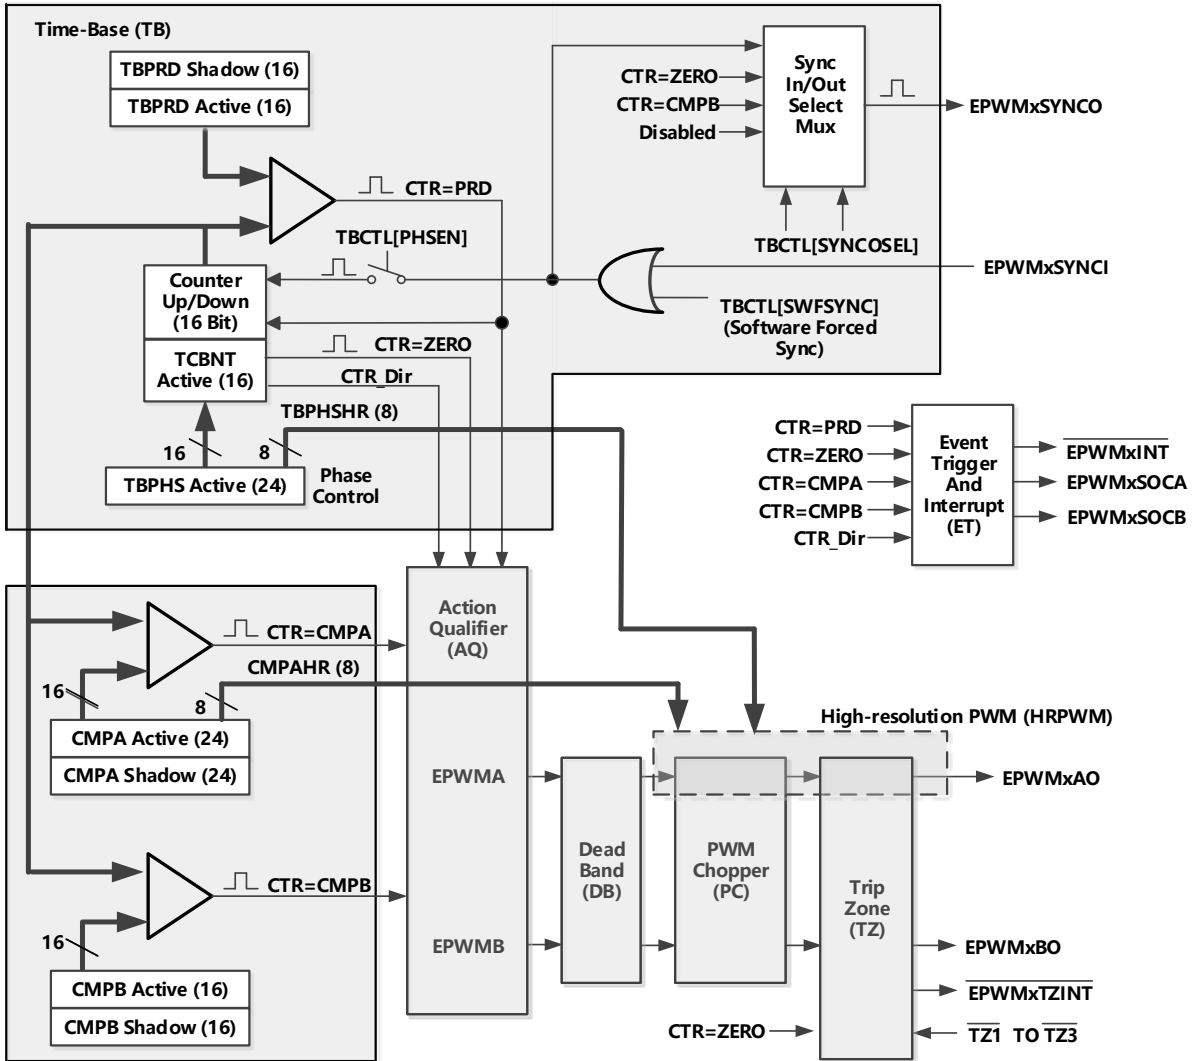 Time-Base (TB)
TBPRD Shadow (16)
TBPRD Active (16)
CTR=PRD
TBCTL[PHSEN]
Counter
Up/Down
(16 Bit)
TCBNT
Active (16)
CTR=ZERO
CTR_Dir
TBPHSHR (8)
16
8
TBPHS Active (24)
Phase
Control
CTR=ZERO
CTR=CMPB
Disabled
Sync
In/Out
Select
Mux
EPWMxSYNCO
TBCTL[SYNCOSEL]
EPWMxSYNCI
TBCTL[SWFSYNC]
(Software Forced
Sync)
CTR=PRD
CTR=ZERO
CTR=CMPA
CTR=CMPB
CTR_Dir
Event
Trigger
And
Interrupt
(ET)
EPWMxINT
EPWMxSOCA
EPWMxSOCB
CTR=CMPA
CMPAHR (8)
16
8
CMPA Active (24)
CMPA Shadow (24)
CTR=CMPB
16
CMPB Active (16)
CMPB Shadow (16)
Action
Qualifier
(AQ)
EPWMA
EPWMB
Dead
Band
(DB)
High-resolution PWM (HRPWM)
PWM
Chopper
(PC)
Trip
Zone
(TZ)
EPWMxAO
EPWMxBO
EPWMxTZINT
CTR=ZERO
TZ1 TO TZ3